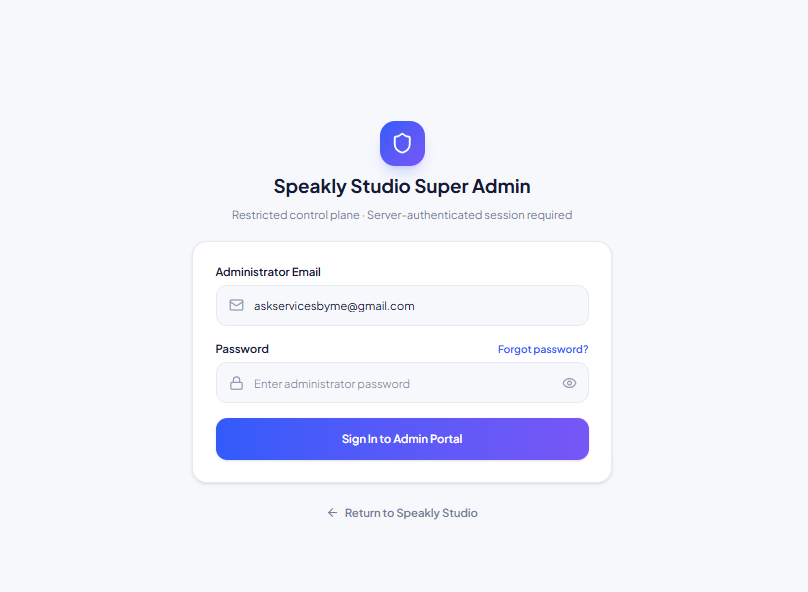 Speakly Studio Super Admin
Restricted control plane · Server-authenticated session required
Administrator Email
askservicesbyme@gmail.com
Password Forgot password?
Enter administrator password
Sign In to Admin Portal
← Return to Speakly Studio